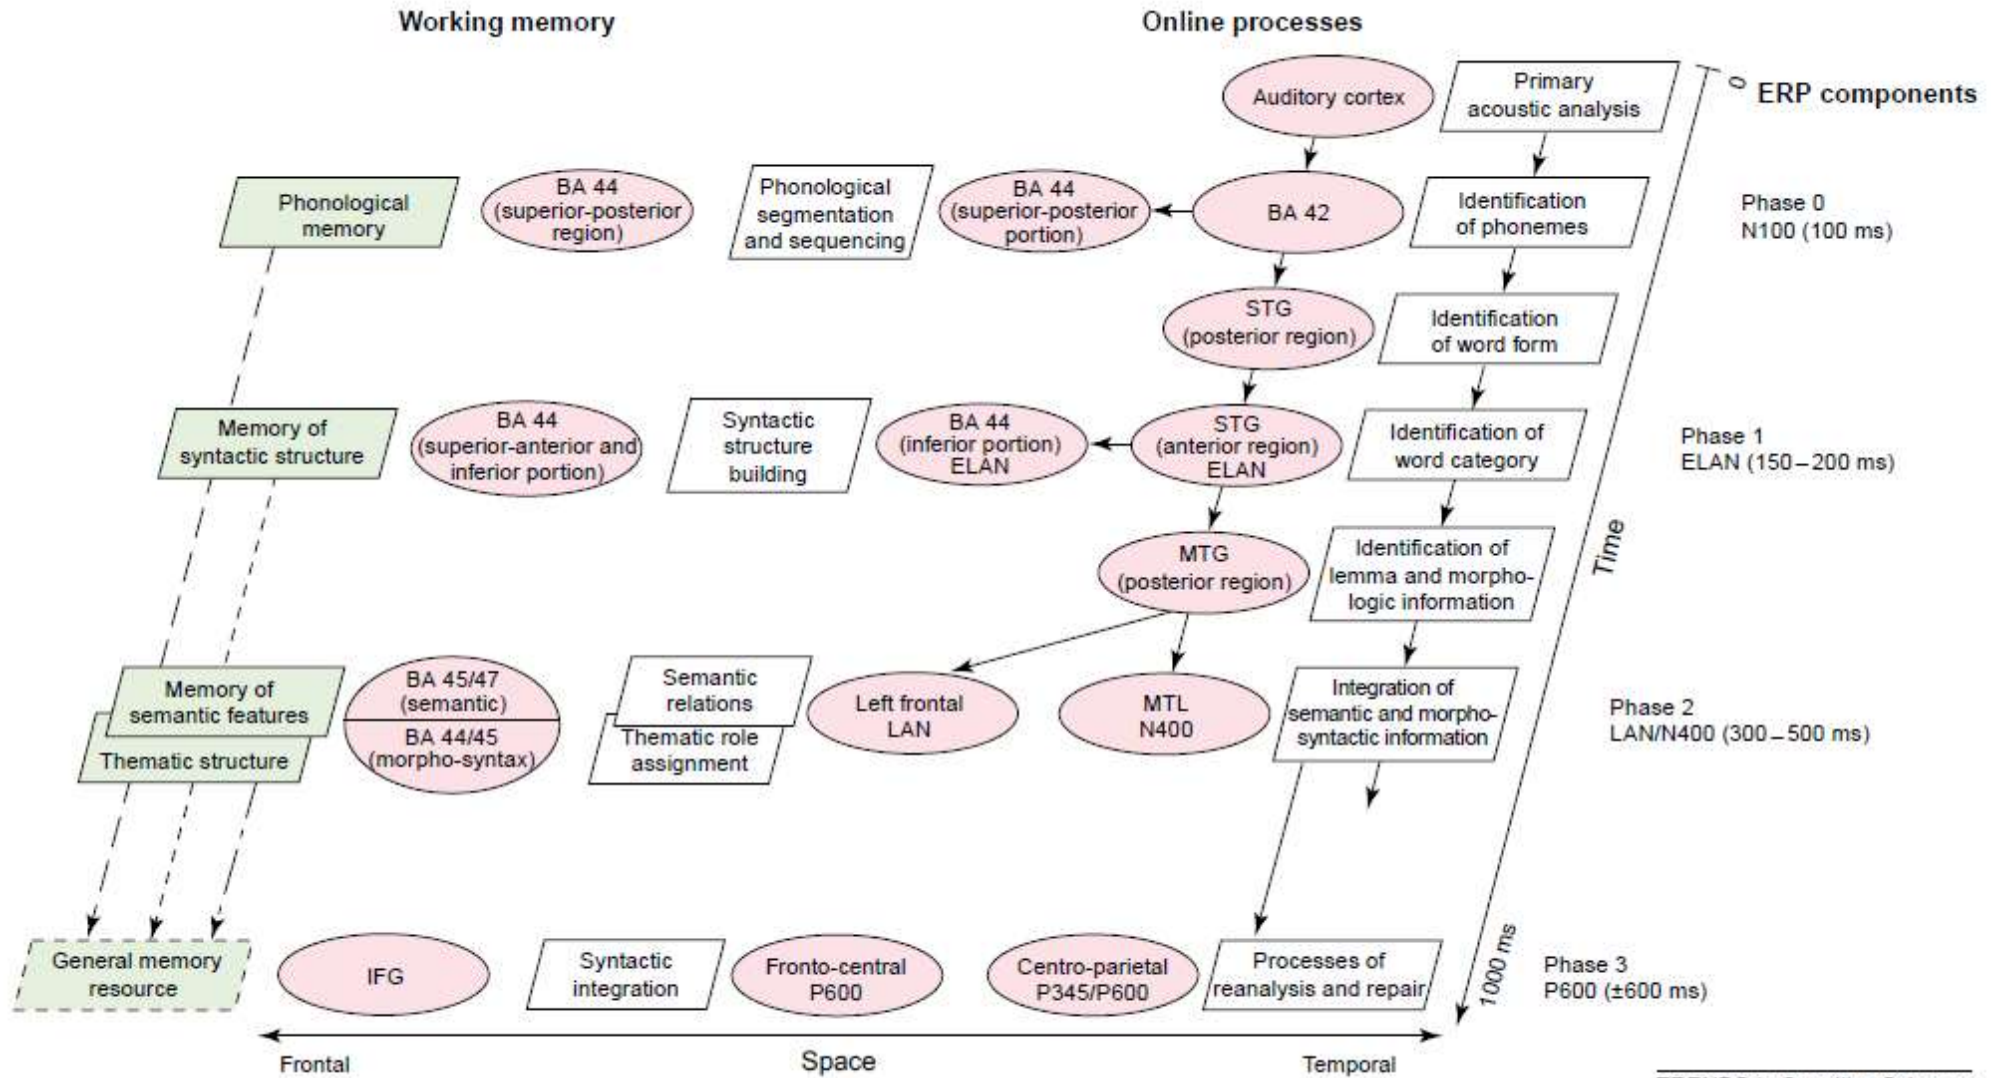 Working memory
Online processes
Auditory cortex
Primary
acoustic analysis
0
ERP components
Phonological
memory
BA 44
(superior-posterior
region)
Phonological
segmentation
and sequencing
BA 44
(superior-posterior
portion)
BA 42
Identification
of phonemes
Phase 0
N100 (100 ms)
STG
(posterior region)
Identification
of word form
Memory of
syntactic structure
BA 44
(superior-anterior and
inferior portion)
Syntactic
structure
building
BA 44
(inferior portion)
ELAN
STG
(anterior region)
ELAN
Identification of
word category
Phase 1
ELAN (150–200 ms)
MTG
(posterior region)
Identification of
lemma and morpho-
logic information
Time
Memory of
semantic features
Thematic structure
BA 45/47
(semantic)
BA 44/45
(morpho-syntax)
Semantic
relations
Thematic role
assignment
Left frontal
LAN
MTL
N400
Integration of
semantic and morpho-
syntactic information
Phase 2
LAN/N400 (300–500 ms)
General memory
resource
IFG
Syntactic
integration
Fronto-central
P600
Centro-parietal
P345/P600
Processes of
reanalysis and repair
1000 ms
Phase 3
P600 (±600 ms)
Frontal
Space
Temporal